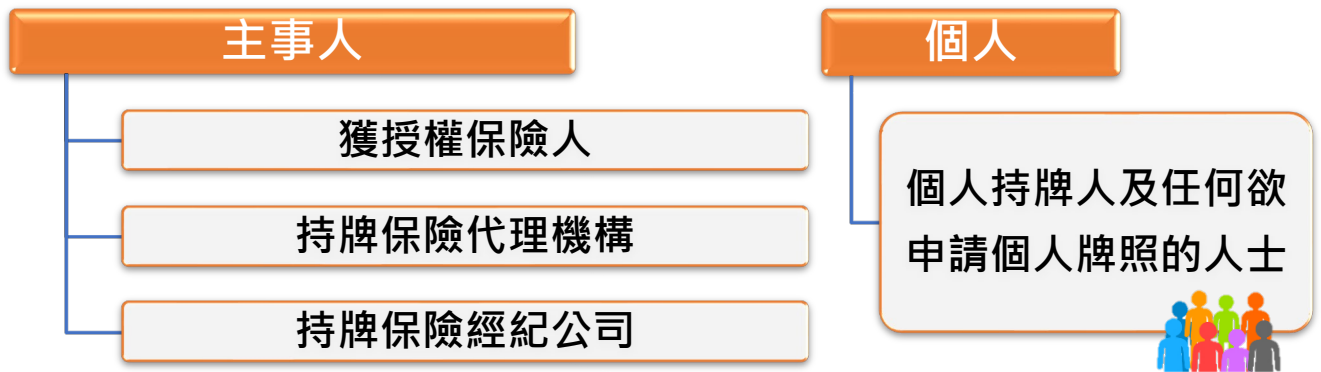 主事人
獲授權保險人
持牌保險代理機構
持牌保險經紀公司
個人
個人持牌人及任何欲
申請個人牌照的人士